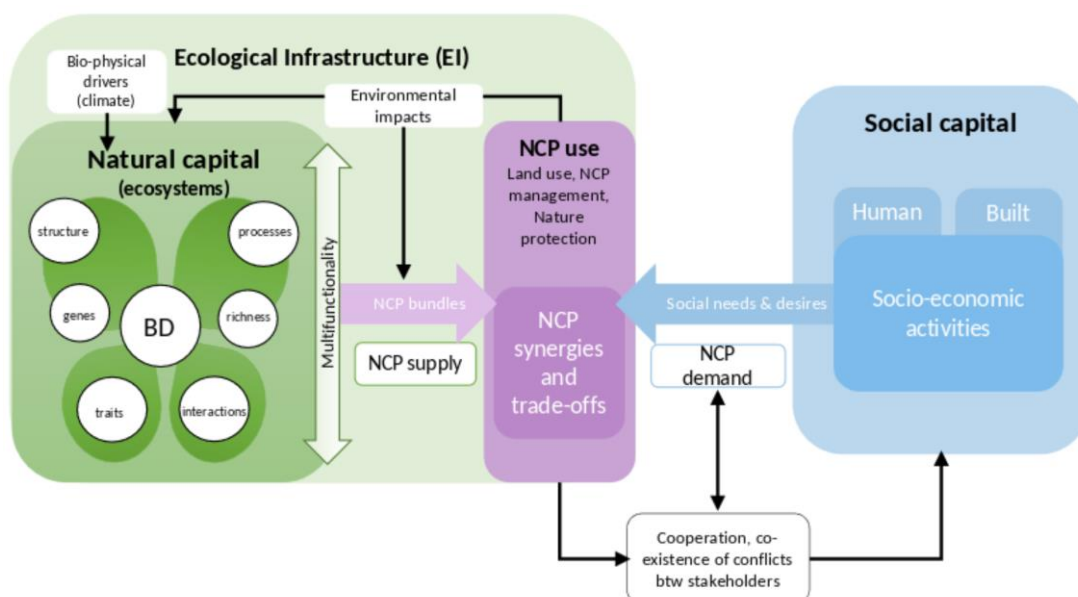 Ecological Infrastructure (EI)
Bio-physical
drivers
(climate)
Environmental
impacts
Natural capital
(ecosystems)
structure
processes
genes
BD
richness
traits
interactions
Multifunctionality
NCP bundles
NCP supply
NCP use
Land use, NCP
management,
Nature
protection
NCP
synergies
and
trade-offs
Social needs & desires
NCP
demand
Social capital
Human
Built
Socio-economic
activities
Cooperation, co-
existence of conflicts
btw stakeholders